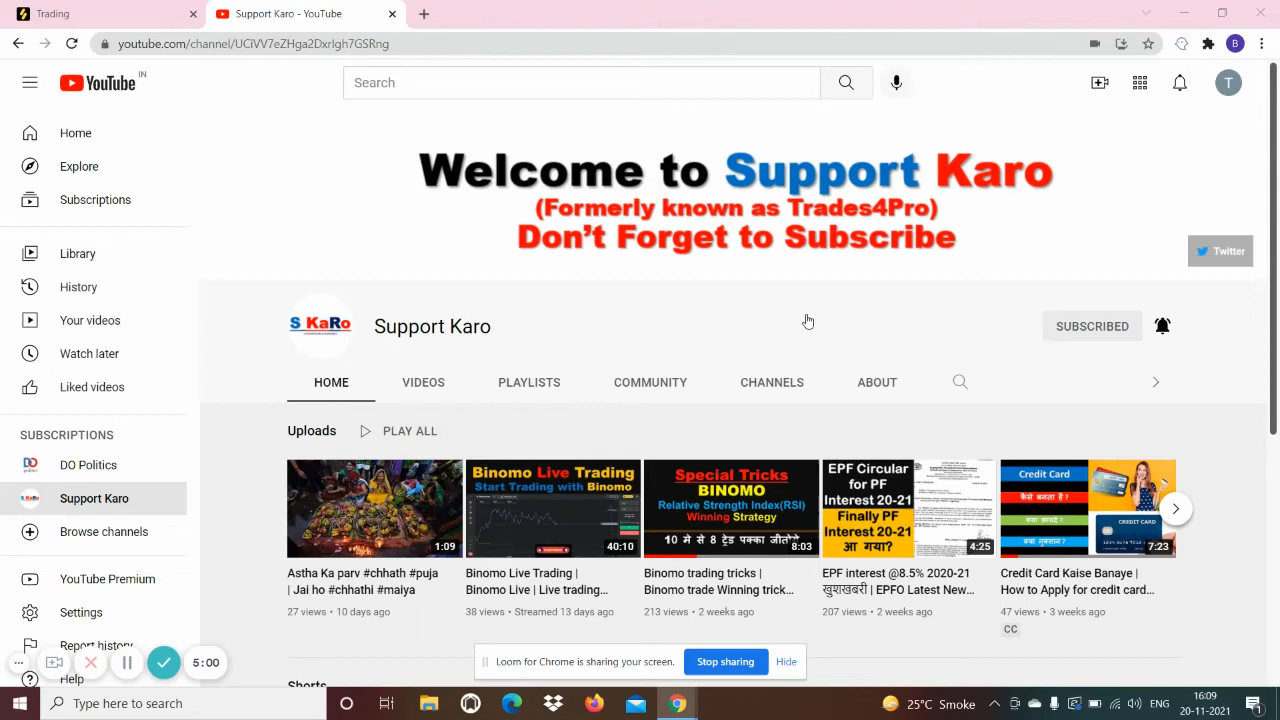 Trading
Support Karo - YouTube
youtube.com/channel/UCiVV7eZHga2Dxrlgh7GSRng
B
YouTube IN
Search
T
Home
Explore
Subscriptions
Library
History
Your videos
Watch later
Liked videos
SUBSCRIPTIONS
DO Politics
Support Karo
Browse channels
YouTube Premium
Settings
Report history
Help
Welcome to Support Karo
(Formerly known as Trades4Pro)
Don't Forget to Subscribe
Twitter
S KaRo
Support Karo
SUBSCRIBED
HOME
VIDEOS
PLAYLISTS
COMMUNITY
CHANNELS
ABOUT
Uploads
PLAY ALL
1:09
Astha Ka parv #chhath #puja
| Jai ho #chhathi #maiya
27 views • 10 days ago
Binomo Live Trading
Start Trading with Binomo
40:10
Binomo Live Trading |
Binomo Live | Live trading...
38 views • Streamed 13 days ago
Special Tricks
BINOMO
Relative Strength Index(RSI)
Winning Strategy
10 मे से 8 ट्रेड पक्का जीतोगे
8:03
Binomo trading tricks |
Binomo trade Winning trick...
213 views • 2 weeks ago
EPF Circular
for PF
Interest 20-21
Finally PF
Interest 20-21
आ गया?
4:25
EPF interest @8.5% 2020-21
खुशखबरी | EPFO Latest New...
207 views • 2 weeks ago
Credit Card
कैसे बनता है ?
क्या फायदे ?
क्या नुक्सान ?
CREDIT CARD
7:23
Credit Card Kaise Banaye |
How to Apply for credit card...
47 views • 3 weeks ago
CC
Shorts
5:00
Loom for Chrome is sharing your screen.
Stop sharing
Hide
Type here to search
25°C Smoke
ENG
16:09
20-11-2021
1